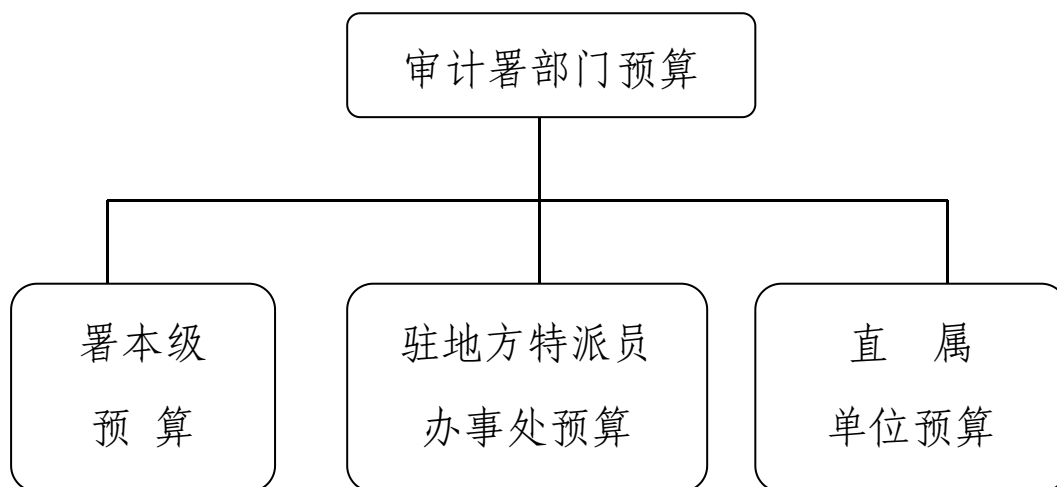 审计署部门预算
署本级
预 算
驻地方特派员
办事处预算
直 属
单位预算